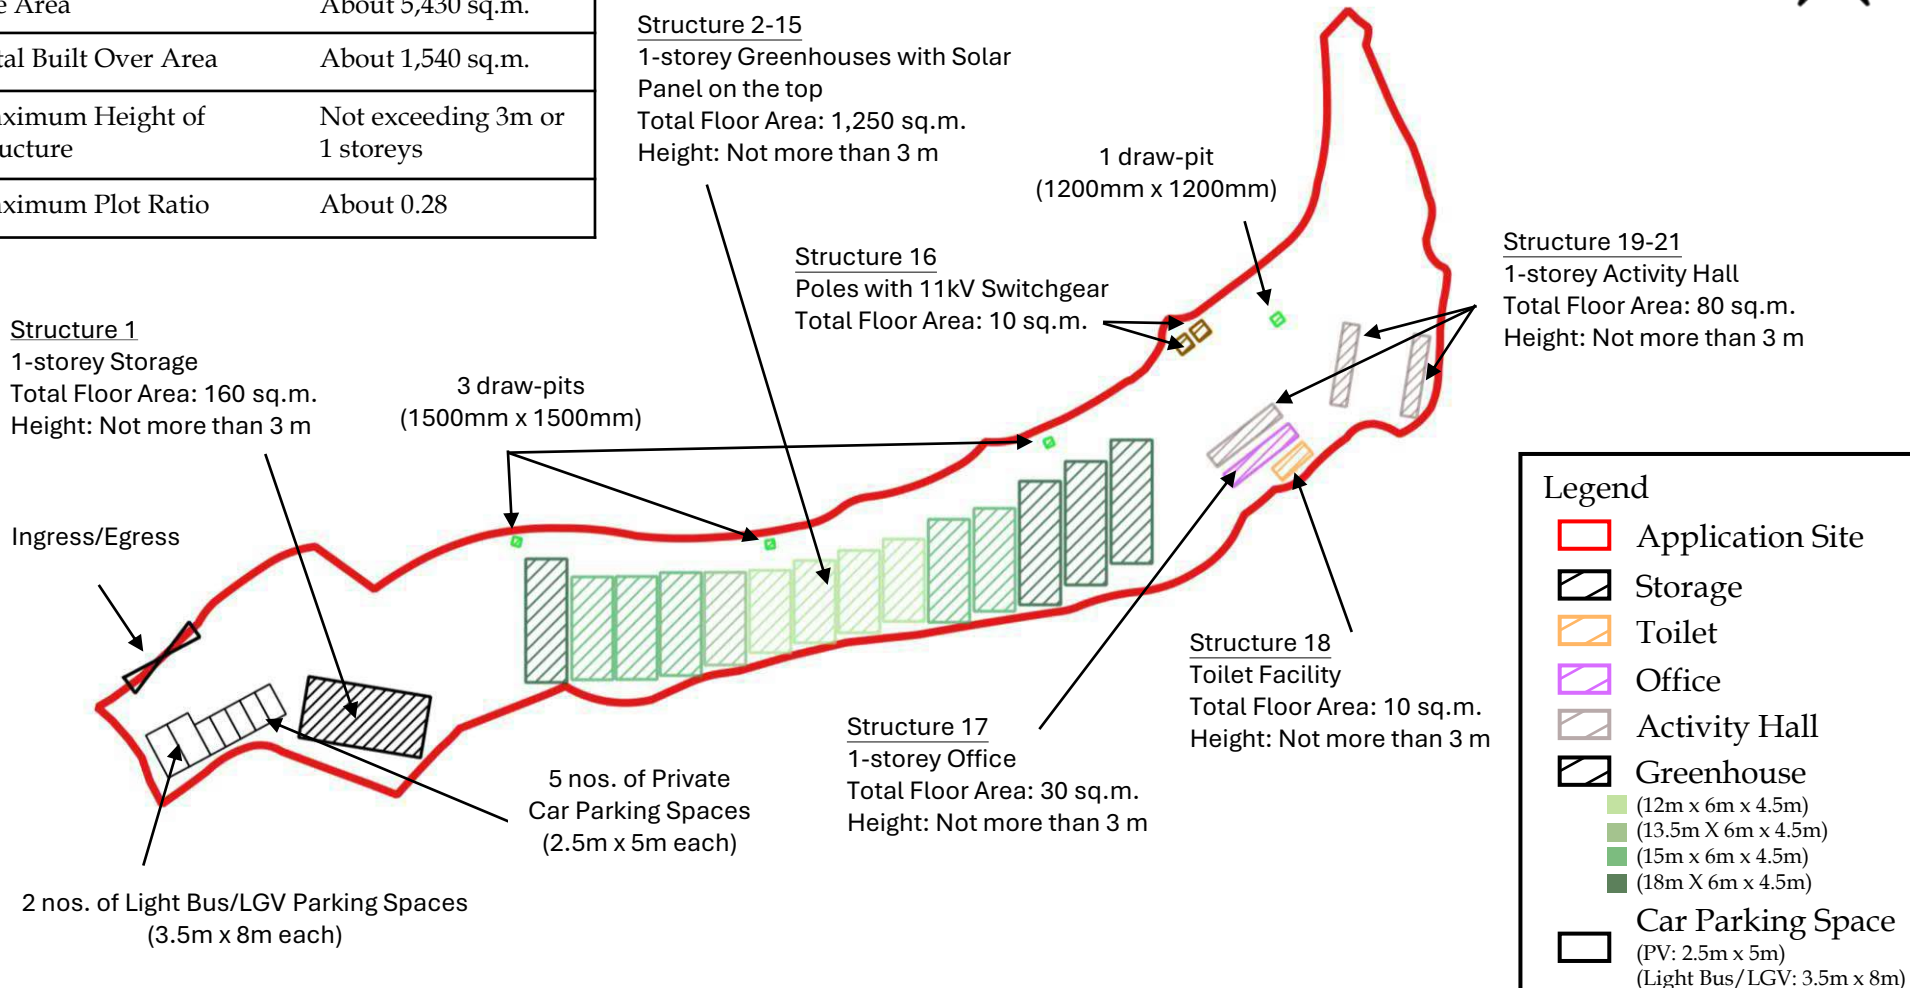 About 5,430 sq.m.
tal Built Over Area About 1,540 sq.m.
ximum Height of Not exceeding 3m or
ucture 1 storeys
ximum Plot Ratio About 0.28
Structure 2-15
1-storey Greenhouses with Solar
Panel on the top
Total Floor Area: 1,250 sq.m.
Height: Not more than 3 m
1 draw-pit
(1200mm x 1200mm)
Structure 16
Poles with 11kV Switchgear
Total Floor Area: 10 sq.m.
Structure 19-21
1-storey Activity Hall
Total Floor Area: 80 sq.m.
Height: Not more than 3 m
Structure 1
1-storey Storage
Total Floor Area: 160 sq.m.
Height: Not more than 3 m
3 draw-pits
(1500mm x 1500mm)
Ingress/Egress
5 nos. of Private
Car Parking Spaces
(2.5m x 5m each)
2 nos. of Light Bus/LGV Parking Spaces
(3.5m x 8m each)
Structure 17
1-storey Office
Total Floor Area: 30 sq.m.
Height: Not more than 3 m
Structure 18
Toilet Facility
Total Floor Area: 10 sq.m.
Height: Not more than 3 m
Legend
Application Site
Storage
Toilet
Office
Activity Hall
Greenhouse
(12m x 6m x 4.5m)
(13.5m X 6m x 4.5m)
(15m x 6m x 4.5m)
(18m X 6m x 4.5m)
Car Parking Space
(PV: 2.5m x 5m)
(Light Bus/LGV: 3.5m x 8m)